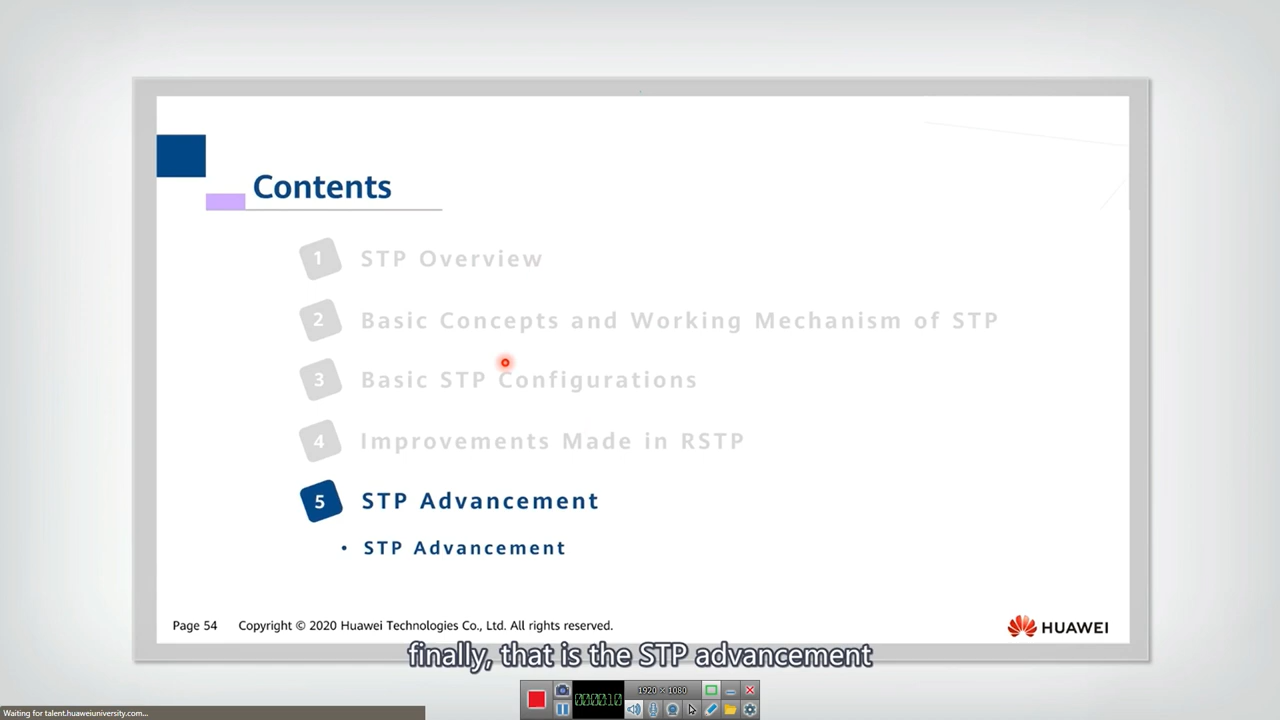 Contents
1 STP Overview
2 Basic Concepts and Working Mechanism of STP
3 Basic STP Configurations
4 Improvements Made in RSTP
5 STP Advancement
• STP Advancement
Page 54 Copyright © 2020 Huawei Technologies Co., Ltd. All rights reserved.
HUAWEI
finally, that is the STP advancement
1920 × 1080
Waiting for talent.huaweiuniversity.com...